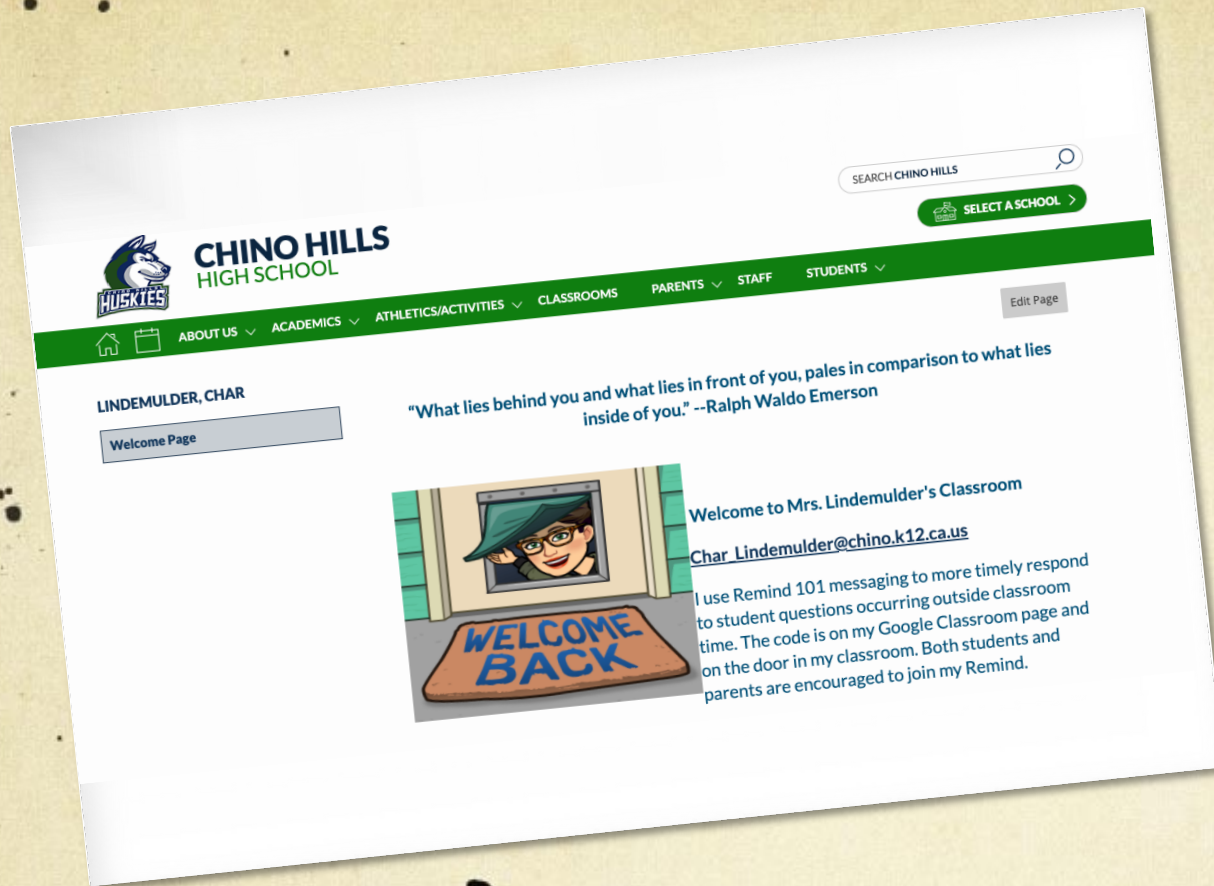 SEARCH CHINO HILLS
SELECT A SCHOOL
CHINO HILLS
HIGH SCHOOL
HUSKIES
ABOUT US
ACADEMICS
ATHLETICS/ACTIVITIES
CLASSROOMS
PARENTS
STAFF
STUDENTS
Edit Page
LINDEMULDER, CHAR
Welcome Page
“What lies behind you and what lies in front of you, pales in comparison to what lies
inside of you.” --Ralph Waldo Emerson
WELCOME
BACK
Welcome to Mrs. Lindemulder's Classroom
Char_Lindemulder@chino.k12.ca.us
I use Remind 101 messaging to more timely respond
to student questions occurring outside classroom
time. The code is on my Google Classroom page and
on the door in my classroom. Both students and
parents are encouraged to join my Remind.